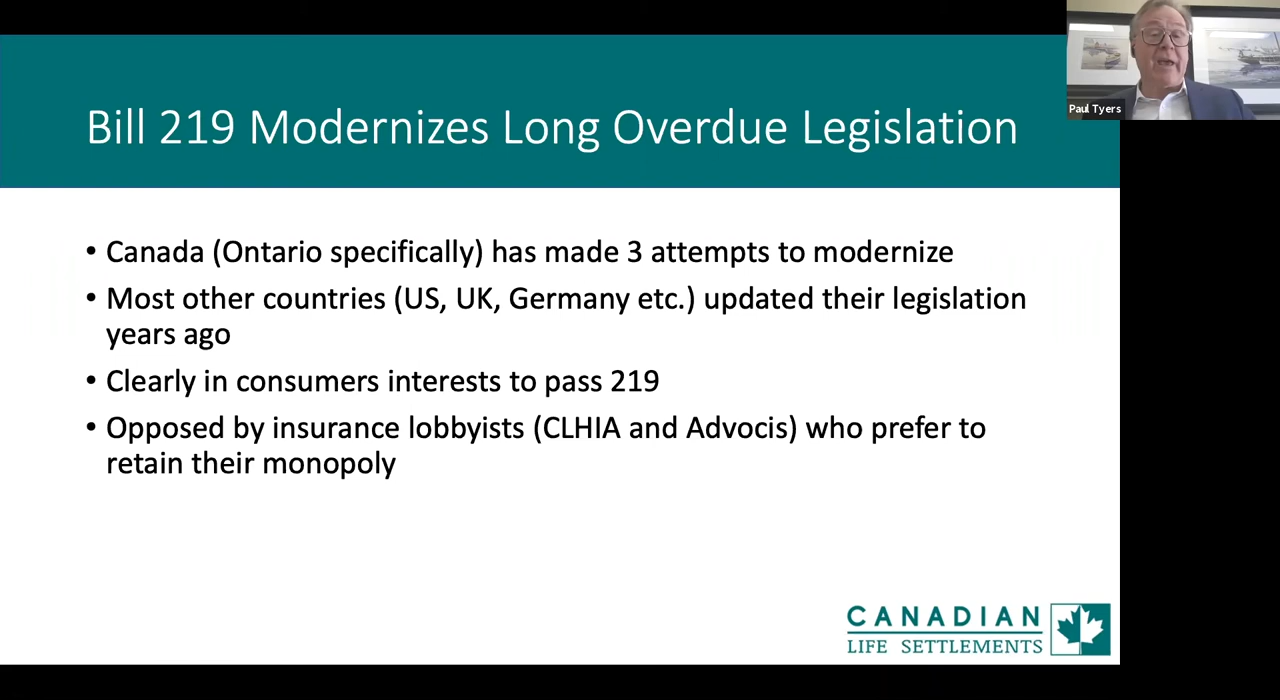 Paul Tyers
Bill 219 Modernizes Long Overdue Legislation
• Canada (Ontario specifically) has made 3 attempts to modernize
• Most other countries (US, UK, Germany etc.) updated their legislation
years ago
• Clearly in consumers interests to pass 219
• Opposed by insurance lobbyists (CLHIA and Advocis) who prefer to
retain their monopoly
CANADIAN
LIFE SETTLEMENTS